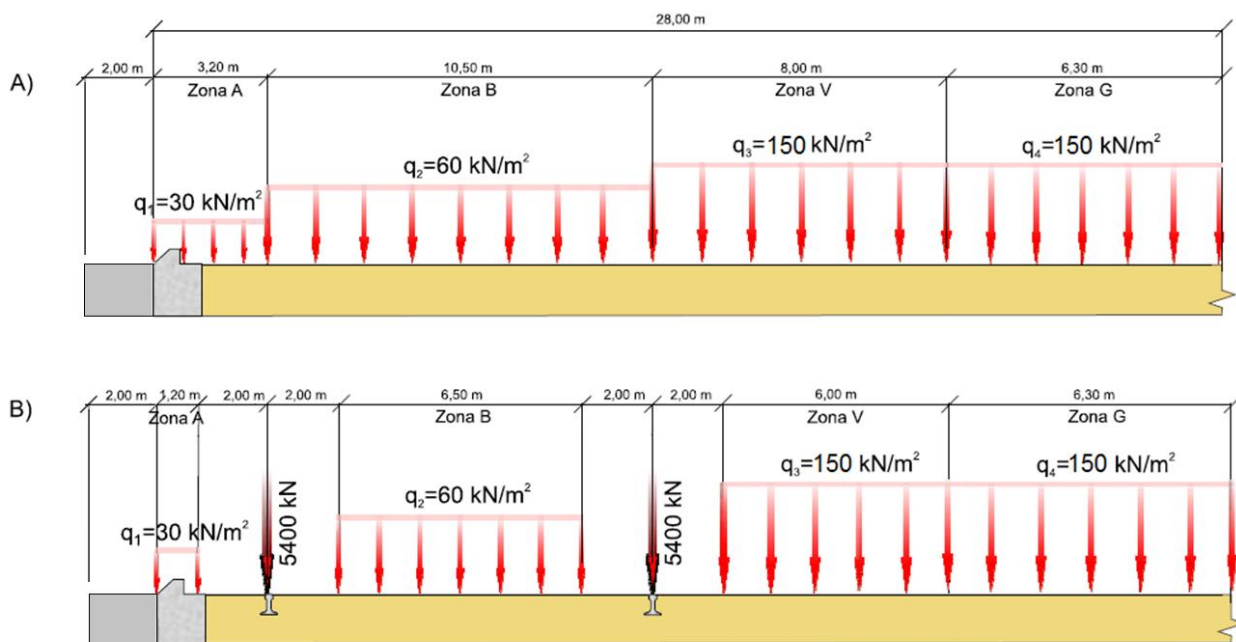 28,00 m
2,00 m 3,20 m 10,50 m 8,00 m 6,30 m
A) Zona A Zona B Zona V Zona G
q₃=150 kN/m² q₄=150 kN/m²
q₂=60 kN/m²
q₁=30 kN/m²
2,00 m 1,20 m 2,00 m 2,00 m 6,50 m 2,00 m 2,00 m 6,00 m 6,30 m
B) Zona A Zona B Zona V Zona G
q₃=150 kN/m² q₄=150 kN/m²
5400 kN q₂=60 kN/m² 5400 kN
q₁=30 kN/m²